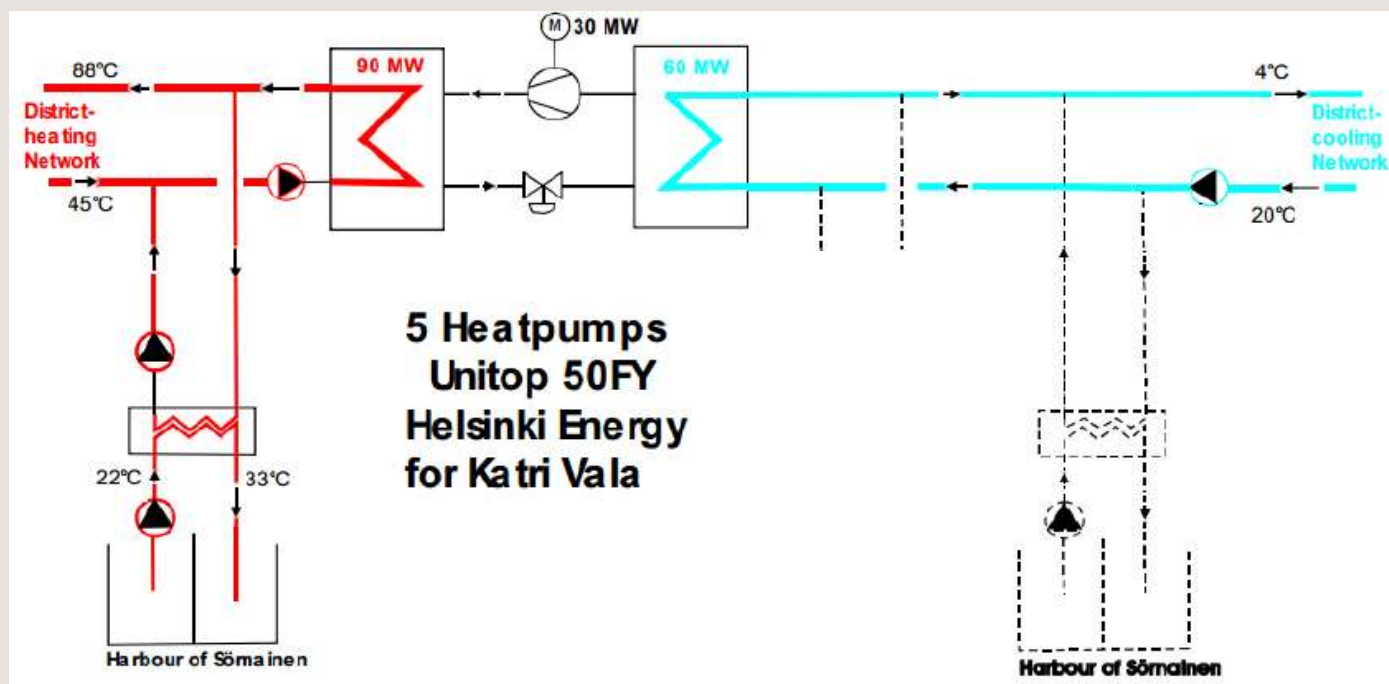 M 30 MW
88°C
90 MW
60 MW
4°C
District-
heating
Network
District-
cooling
Network
45°C
20°C
5 Heatpumps
Unitop 50FY
Helsinki Energy
for Katri Vala
22°C
33°C
Harbour of Sörnainen
Harbour of Sörnainen